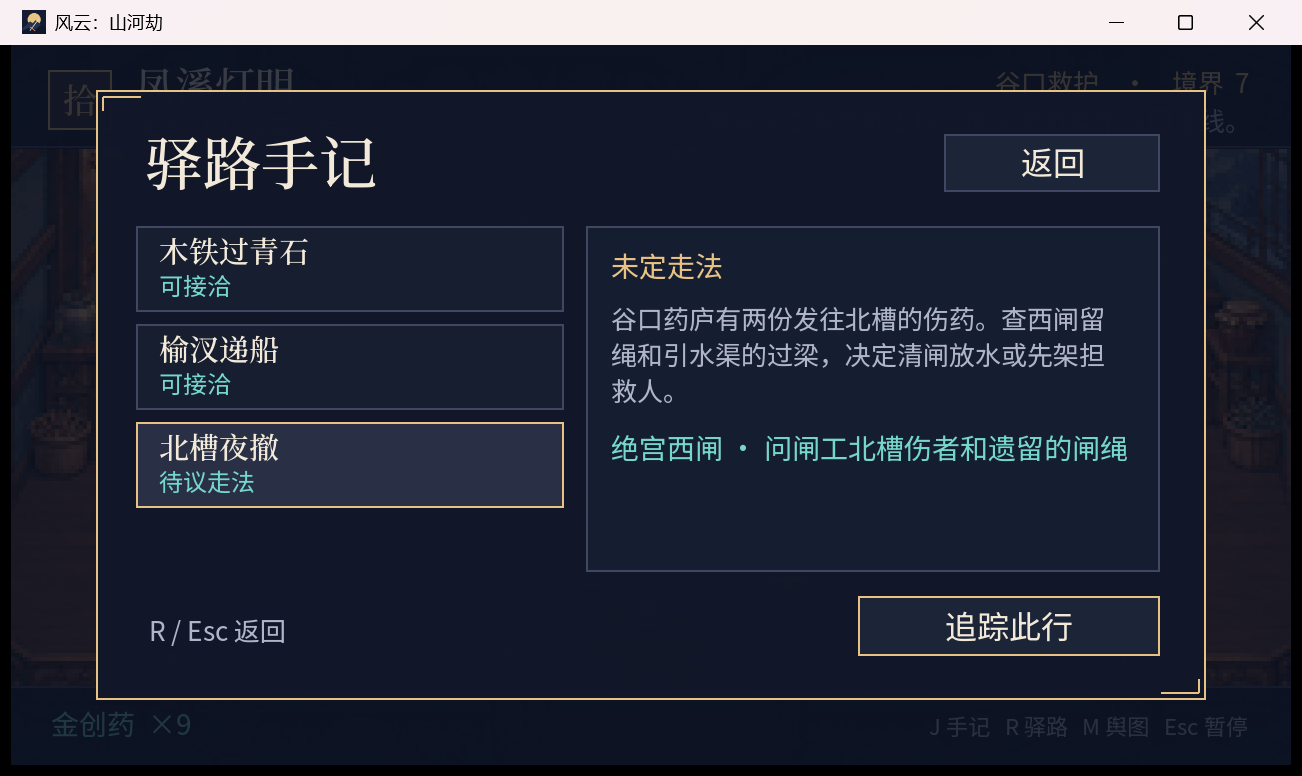 风云：山河劫
拾
凤溪灯明
谷口救护 · 境界 7
线。
驿路手记
返回
木铁过青石
可接洽
榆汊递船
可接洽
北槽夜撤
待议走法
未定走法
谷口药庐有两份发往北槽的伤药。查西闸留
绳和引水渠的过梁，决定清闸放水或先架担
救人。
绝宫西闸 · 问闸工北槽伤者和遗留的闸绳
R / Esc 返回
追踪此行
金创药 ×9
J 手记 R 驿路 M 舆图 Esc 暂停